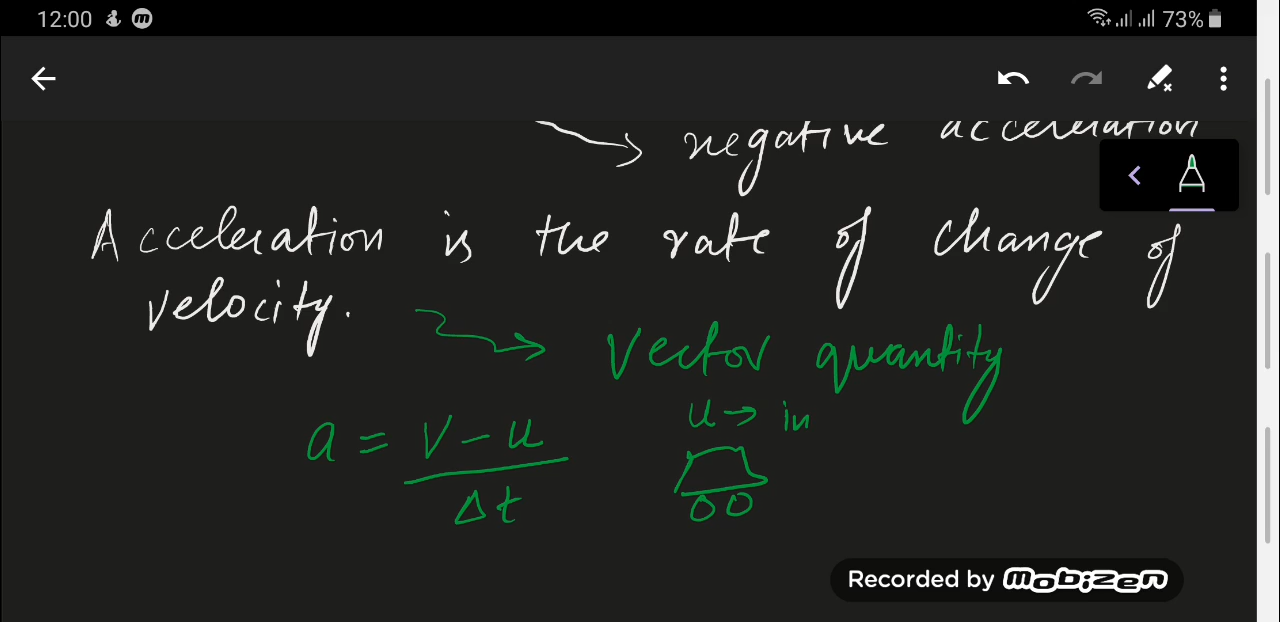 12:00 73%
negative acceleration
Acceleration is the rate of change of
velocity.
Vector quantity
u → in
a = V - u
Δt
Recorded by mobizen